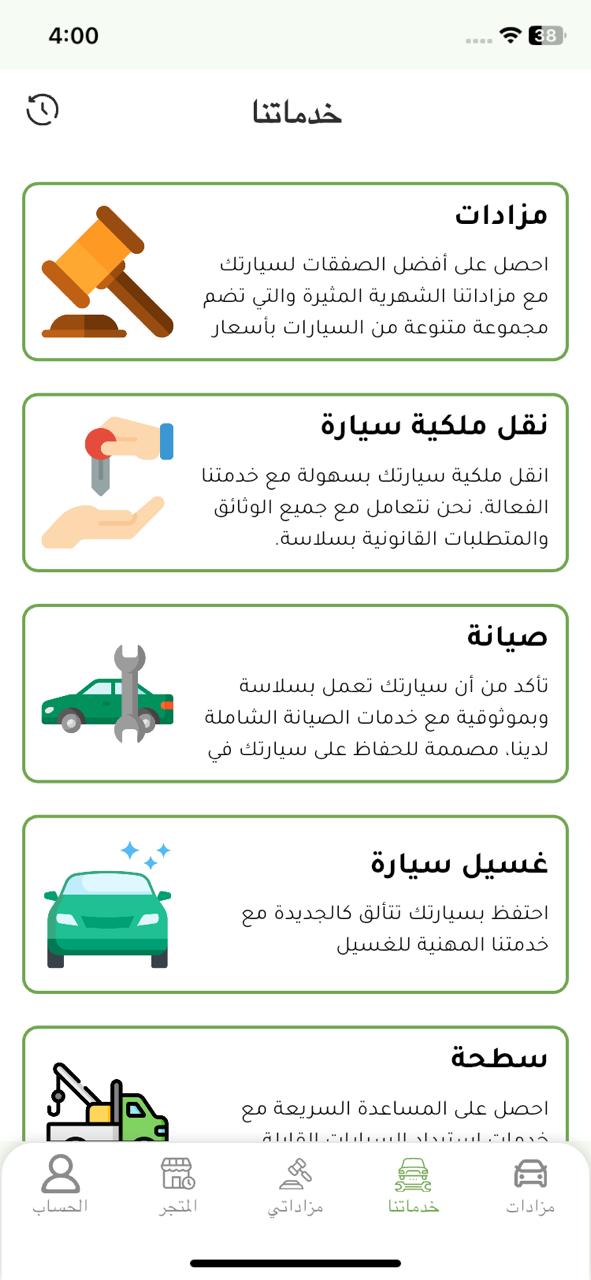 4:00
38
خدماتنا
مزادات
احصل على أفضل الصفقات لسيارتك
مع مزاداتنا الشهرية المثيرة والتي تضم
مجموعة متنوعة من السيارات بأسعار
نقل ملكية سيارة
انقل ملكية سيارتك بسهولة مع خدمتنا
الفعالة. نحن نتعامل مع جميع الوثائق
والمتطلبات القانونية بسلاسة.
صيانة
تأكد من أن سيارتك تعمل بسلاسة
وبموثوقية مع خدمات الصيانة الشاملة
لدينا، مصممة للحفاظ على سيارتك في
غسيل سيارة
احتفظ بسيارتك تتألق كالجديدة مع
خدمتنا المهنية للغسيل
سطحة
احصل على المساعدة السريعة مع
خدمات استرداد السيارات القابلة
مزادات
خدماتنا
مزاداتي
المتجر
الحساب